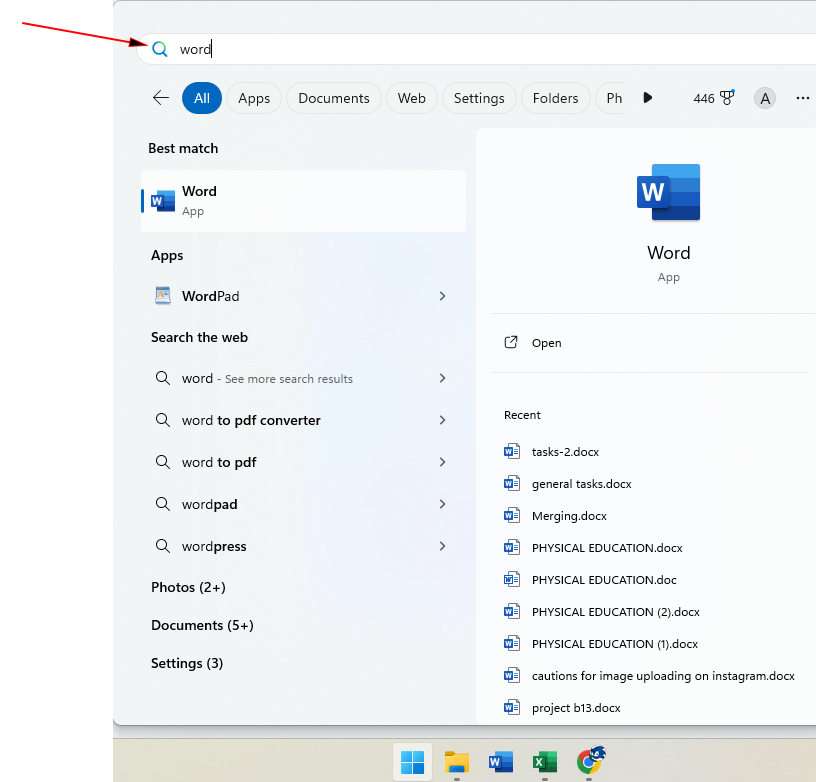 word
All Apps Documents Web Settings Folders Ph 446 A ...
Best match
Word
App
Apps
WordPad
Search the web
word - See more search results
word to pdf converter
word to pdf
wordpad
wordpress
Photos (2+)
Documents (5+)
Settings (3)
W
Word
App
Open
Recent
tasks-2.docx
general tasks.docx
Merging.docx
PHYSICAL EDUCATION.docx
PHYSICAL EDUCATION.doc
PHYSICAL EDUCATION (2).docx
PHYSICAL EDUCATION (1).docx
cautions for image uploading on instagram.docx
project b13.docx